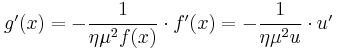 $g'(x) = -\frac{1}{\eta\mu^2 f(x)} \cdot f'(x) = -\frac{1}{\eta\mu^2 u} \cdot u'$